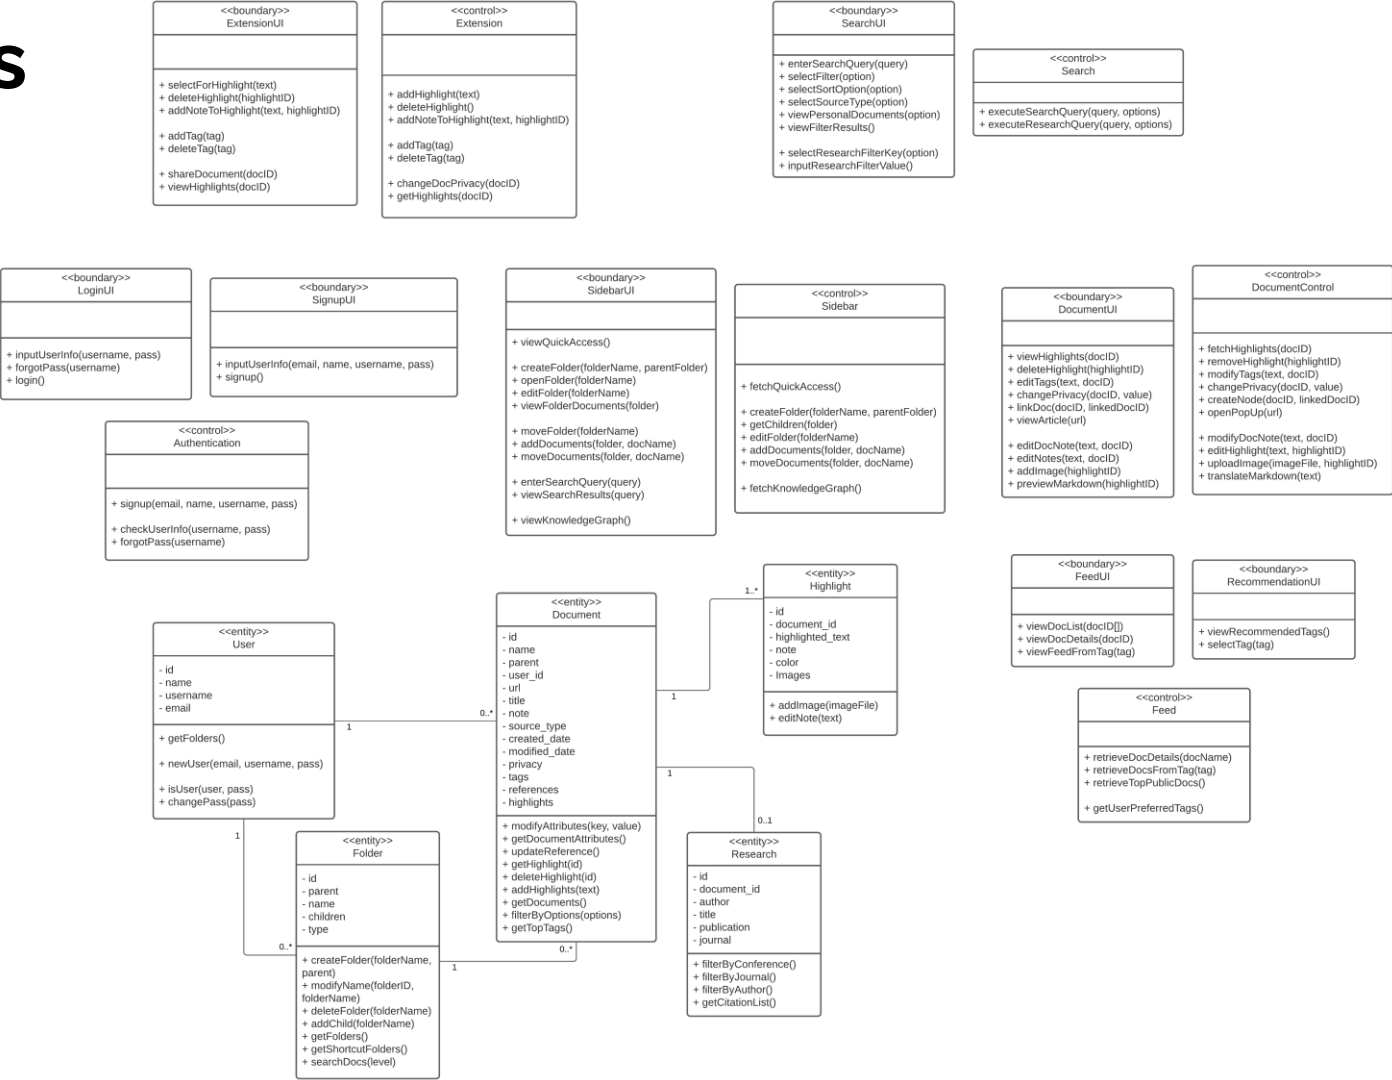 s
<<boundary>>
ExtensionUI
+ selectForHighlight(text)
+ deleteHighlight(highlightID)
+ addNoteToHighlight(text, highlightID)
+ addTag(tag)
+ deleteTag(tag)
+ shareDocument(docID)
+ viewHighlights(docID)
<<control>>
Extension
+ addHighlight(text)
+ deleteHighlight()
+ addNoteToHighlight(text, highlightID)
+ addTag(tag)
+ deleteTag(tag)
+ changeDocPrivacy(docID)
+ getHighlights(docID)
<<boundary>>
SearchUI
+ enterSearchQuery(query)
+ selectFilter(option)
+ selectSortOption(option)
+ selectSourceType(option)
+ viewPersonalDocuments(option)
+ viewFilterResults()
+ selectResearchFilterKey(option)
+ inputResearchFilterValue()
<<control>>
Search
+ executeSearchQuery(query, options)
+ executeResearchQuery(query, options)
<<boundary>>
LoginUI
+ inputUserInfo(username, pass)
+ forgotPass(username)
+ login()
<<boundary>>
SignupUI
+ inputUserInfo(email, name, username, pass)
+ signup()
<<control>>
Authentication
+ signup(email, name, username, pass)
+ checkUserInfo(username, pass)
+ forgotPass(username)
<<boundary>>
SidebarUI
+ viewQuickAccess()
+ createFolder(folderName, parentFolder)
+ openFolder(folderName)
+ editFolder(folderName)
+ viewFolderDocuments(folder)
+ moveFolder(folderName)
+ addDocuments(folder, docName)
+ moveDocuments(folder, docName)
+ enterSearchQuery(query)
+ viewSearchResults(query)
+ viewKnowledgeGraph()
<<control>>
Sidebar
+ fetchQuickAccess()
+ createFolder(folderName, parentFolder)
+ getChildren(folder)
+ editFolder(folderName)
+ addDocuments(folder, docName)
+ moveDocuments(folder, docName)
+ fetchKnowledgeGraph()
<<boundary>>
DocumentUI
+ viewHighlights(docID)
+ deleteHighlight(highlightID)
+ editTags(text, docID)
+ changePrivacy(docID, value)
+ linkDoc(docID, linkedDocID)
+ viewArticle(url)
+ editDocNote(text, docID)
+ editNotes(text, docID)
+ addImage(highlightID)
+ previewMarkdown(highlightID)
<<control>>
DocumentControl
+ fetchHighlights(docID)
+ removeHighlight(highlightID)
+ modifyTags(text, docID)
+ changePrivacy(docID, value)
+ createNode(docID, linkedDocID)
+ openPopUp(url)
+ modifyDocNote(text, docID)
+ editHighlight(text, highlightID)
+ uploadImage(imageFile, highlightID)
+ translateMarkdown(text)
<<boundary>>
FeedUI
+ viewDocList(docID[])
+ viewDocDetails(docID)
+ viewFeedFromTag(tag)
<<boundary>>
RecommendationUI
+ viewRecommendedTags()
+ selectTag(tag)
<<control>>
Feed
+ retrieveDocDetails(docName)
+ retrieveDocsFromTag(tag)
+ retrieveTopPublicDocs()
+ getUserPreferredTags()
<<entity>>
User
- id
- name
- username
- email
+ getFolders()
+ newUser(email, username, pass)
+ isUser(user, pass)
+ changePass(pass)
1
0..*
1
0..*
<<entity>>
Folder
- id
- parent
- name
- children
- type
+ createFolder(folderName,
parent)
+ modifyName(folderID,
folderName)
+ deleteFolder(folderName)
+ addChild(folderName)
+ getFolders()
+ getShortcutFolders()
+ searchDocs(level)
1
0..*
<<entity>>
Document
- id
- name
- parent
- user_id
- url
- title
- note
- source_type
- created_date
- modified_date
- privacy
- tags
- references
- highlights
+ modifyAttributes(key, value)
+ getDocumentAttributes()
+ updateReference()
+ getHighlight(id)
+ deleteHighlight(id)
+ addHighlights(text)
+ getDocuments()
+ filterByOptions(options)
+ getTopTags()
1..*
1
<<entity>>
Highlight
- id
- document_id
- highlighted_text
- note
- color
- Images
+ addImage(imageFile)
+ editNote(text)
1
0..1
<<entity>>
Research
- id
- document_id
- author
- title
- publication
- journal
+ filterByConference()
+ filterByJournal()
+ filterByAuthor()
+ getCitationList()